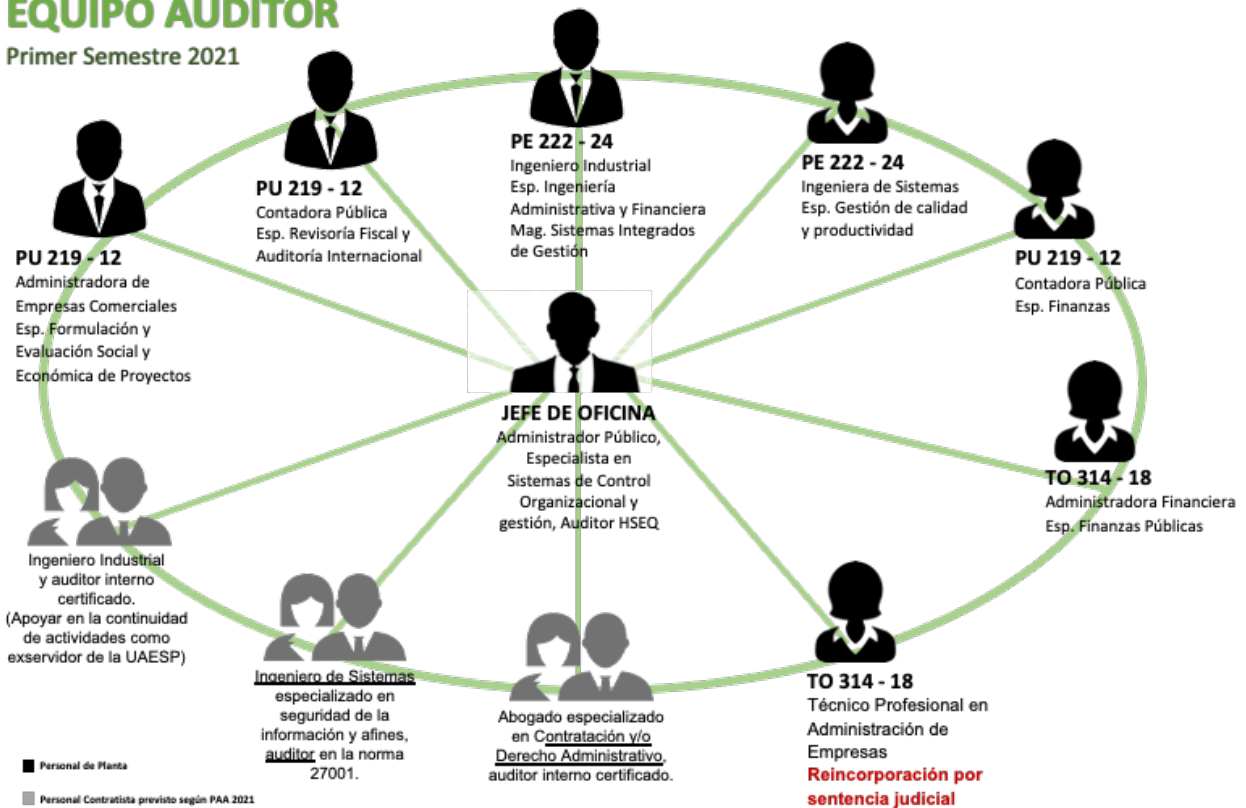 EQUIPO AUDITOR
Primer Semestre 2021
PE 222 - 24
Ingeniero Industrial
Esp. Ingeniería
Administrativa y Financiera
Mag. Sistemas Integrados
de Gestión
PE 222 - 24
Ingeniera de Sistemas
Esp. Gestión de calidad
y productividad
PU 219 - 12
Contadora Pública
Esp. Revisoría Fiscal y
Auditoría Internacional
PU 219 - 12
Administradora de
Empresas Comerciales
Esp. Formulación y
Evaluación Social y
Económica de Proyectos
PU 219 - 12
Contadora Pública
Esp. Finanzas
JEFE DE OFICINA
Administrador Público,
Especialista en
Sistemas de Control
Organizacional y
gestión, Auditor HSEQ
TO 314 - 18
Administradora Financiera
Esp. Finanzas Públicas
Ingeniero Industrial
y auditor interno
certificado.
(Apoyar en la continuidad
de actividades como
exservidor de la UAESP)
Ingeniero de Sistemas
especializado en
seguridad de la
información y afines,
auditor en la norma
27001.
Abogado especializado
en Contratación y/o
Derecho Administrativo,
auditor interno certificado.
TO 314 - 18
Técnico Profesional en
Administración de
Empresas
Reincorporación por
sentencia judicial
Personal de Planta
Personal Contratista previsto según PAA 2021